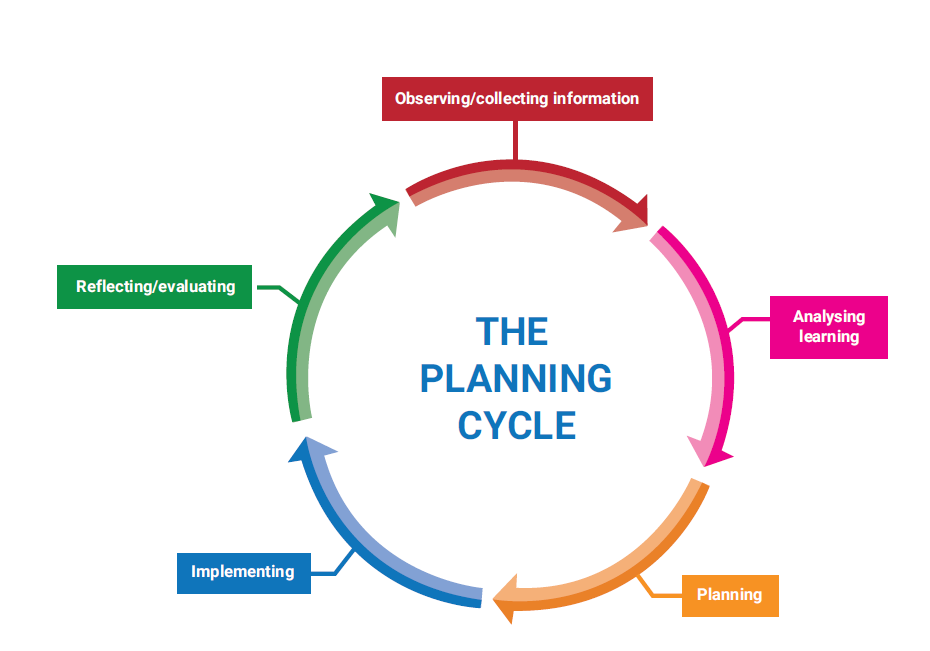 Observing/collecting information
Reflecting/evaluating
Analysing
learning
THE
PLANNING
CYCLE
Implementing
Planning